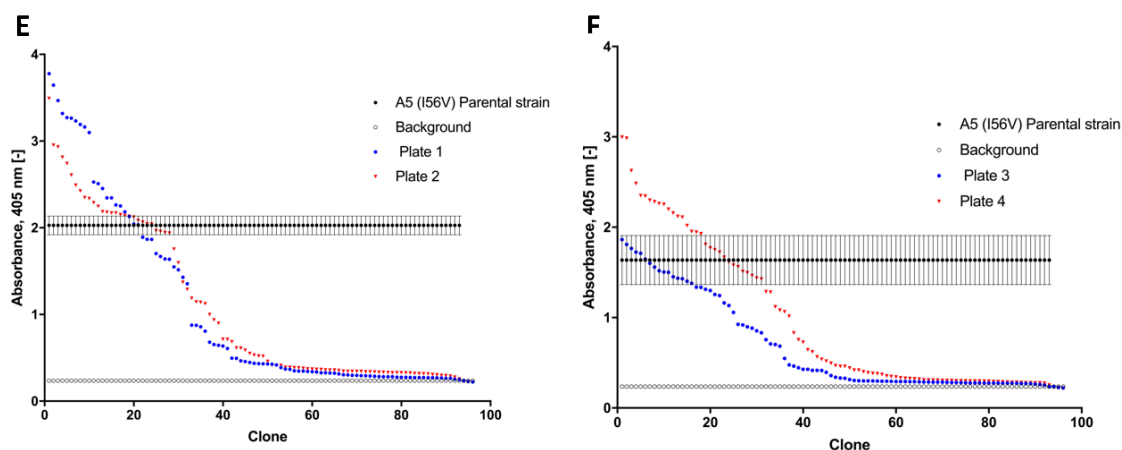 E
Absorbance, 405 nm [-]
4
3
2
1
0
0 20 40 60 80 100
Clone
A5 (I56V) Parental strain
Background
Plate 1
Plate 2
F
Absorbance, 405 nm [-]
4
3
2
1
0
0 20 40 60 80 100
Clone
A5 (I56V) Parental strain
Background
Plate 3
Plate 4